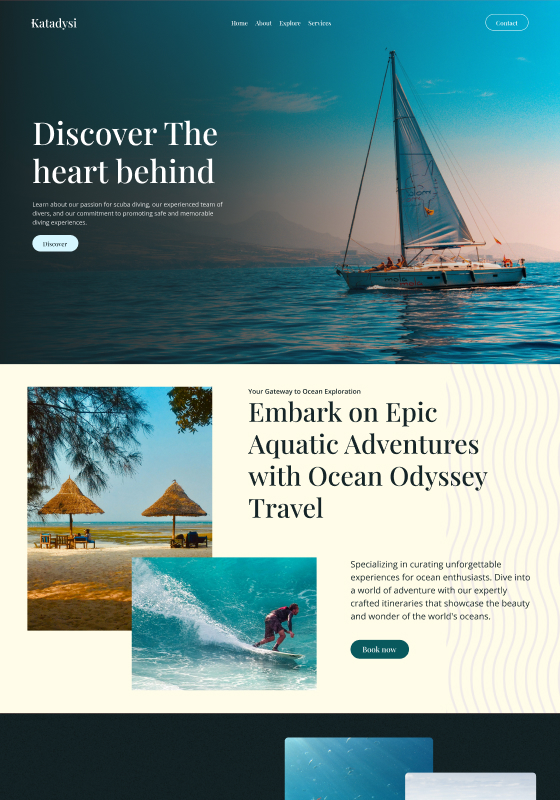 Katadysi
Home About Explore Services
Contact
Discover The
heart behind
Learn about our passion for scuba diving, our experienced team of
divers, and our commitment to promoting safe and memorable
diving experiences.
Discover
Your Gateway to Ocean Exploration
Embark on Epic
Aquatic Adventures
with Ocean Odyssey
Travel
Specializing in curating unforgettable
experiences for ocean enthusiasts. Dive into
a world of adventure with our expertly
crafted itineraries that showcase the beauty
and wonder of the world's oceans.
Book now